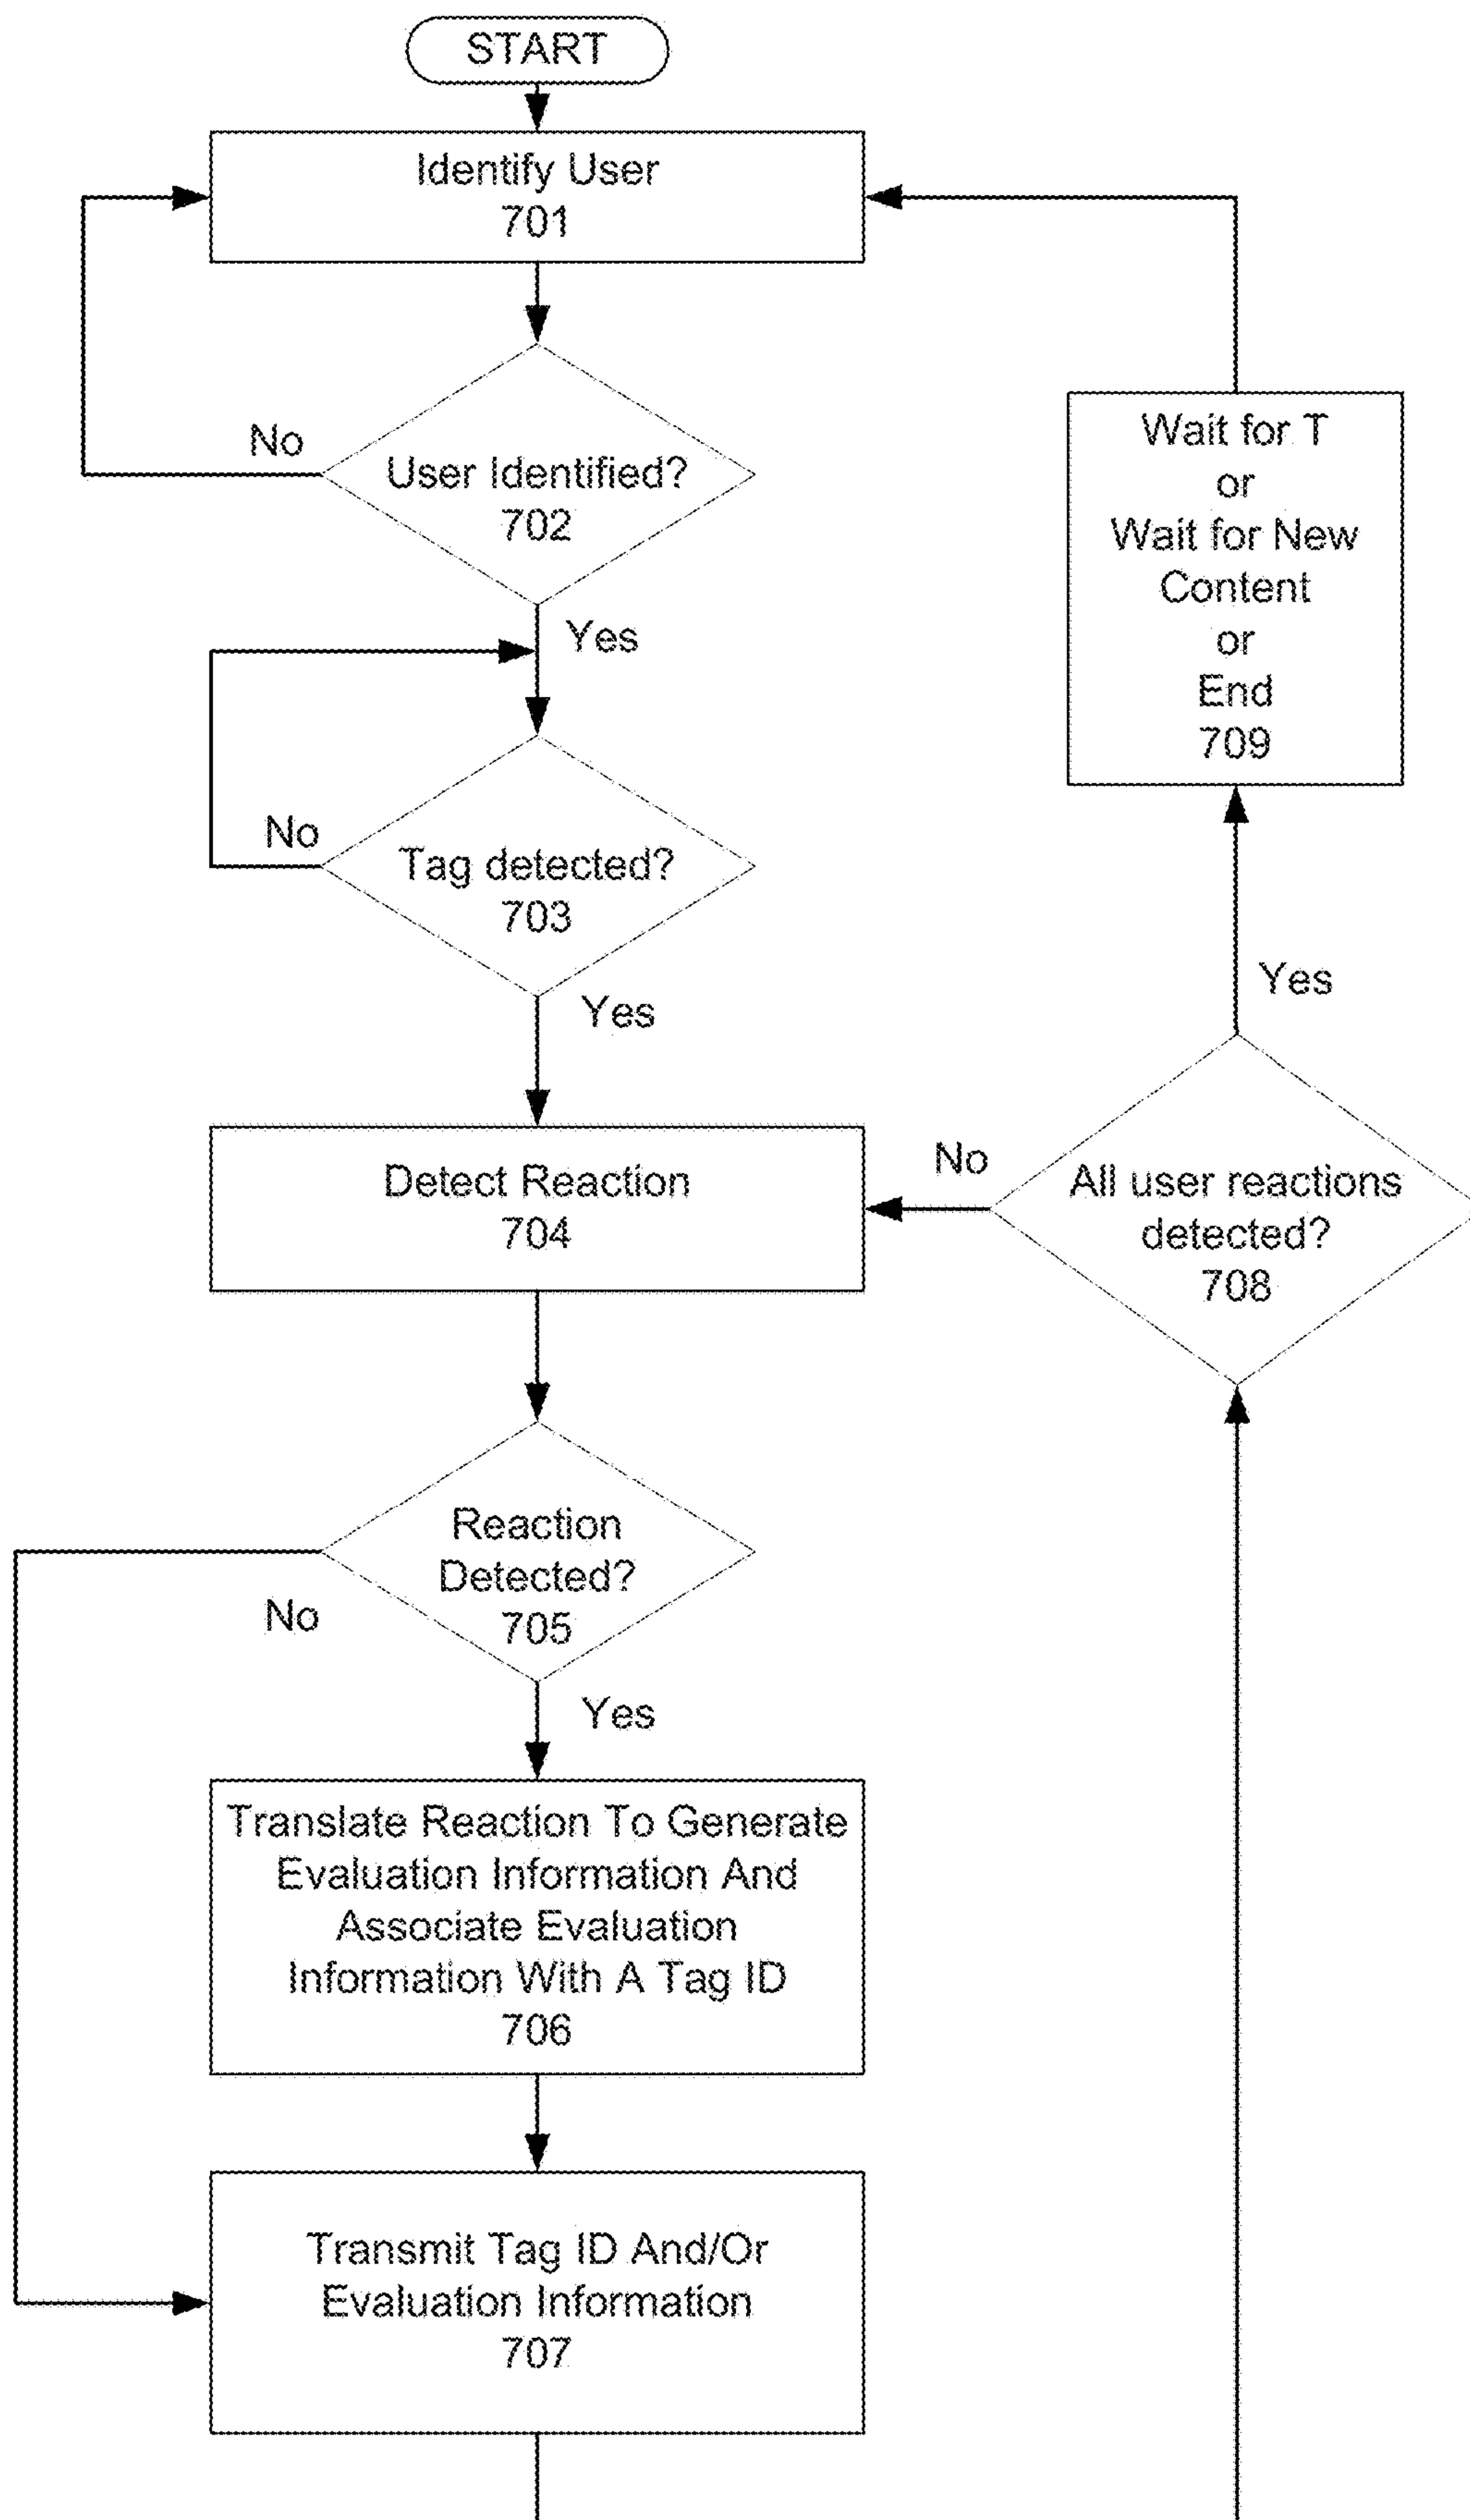 START
Identify User
701
No
User Identified?
702
Yes
No
Tag detected?
703
Yes
Detect Reaction
704
Reaction
Detected?
705
No
Yes
Translate Reaction To Generate
Evaluation Information And
Associate Evaluation
Information With A Tag ID
706
Transmit Tag ID And/Or
Evaluation Information
707
No
All user reactions
detected?
708
Yes
Wait for T
or
Wait for New
Content
or
End
709